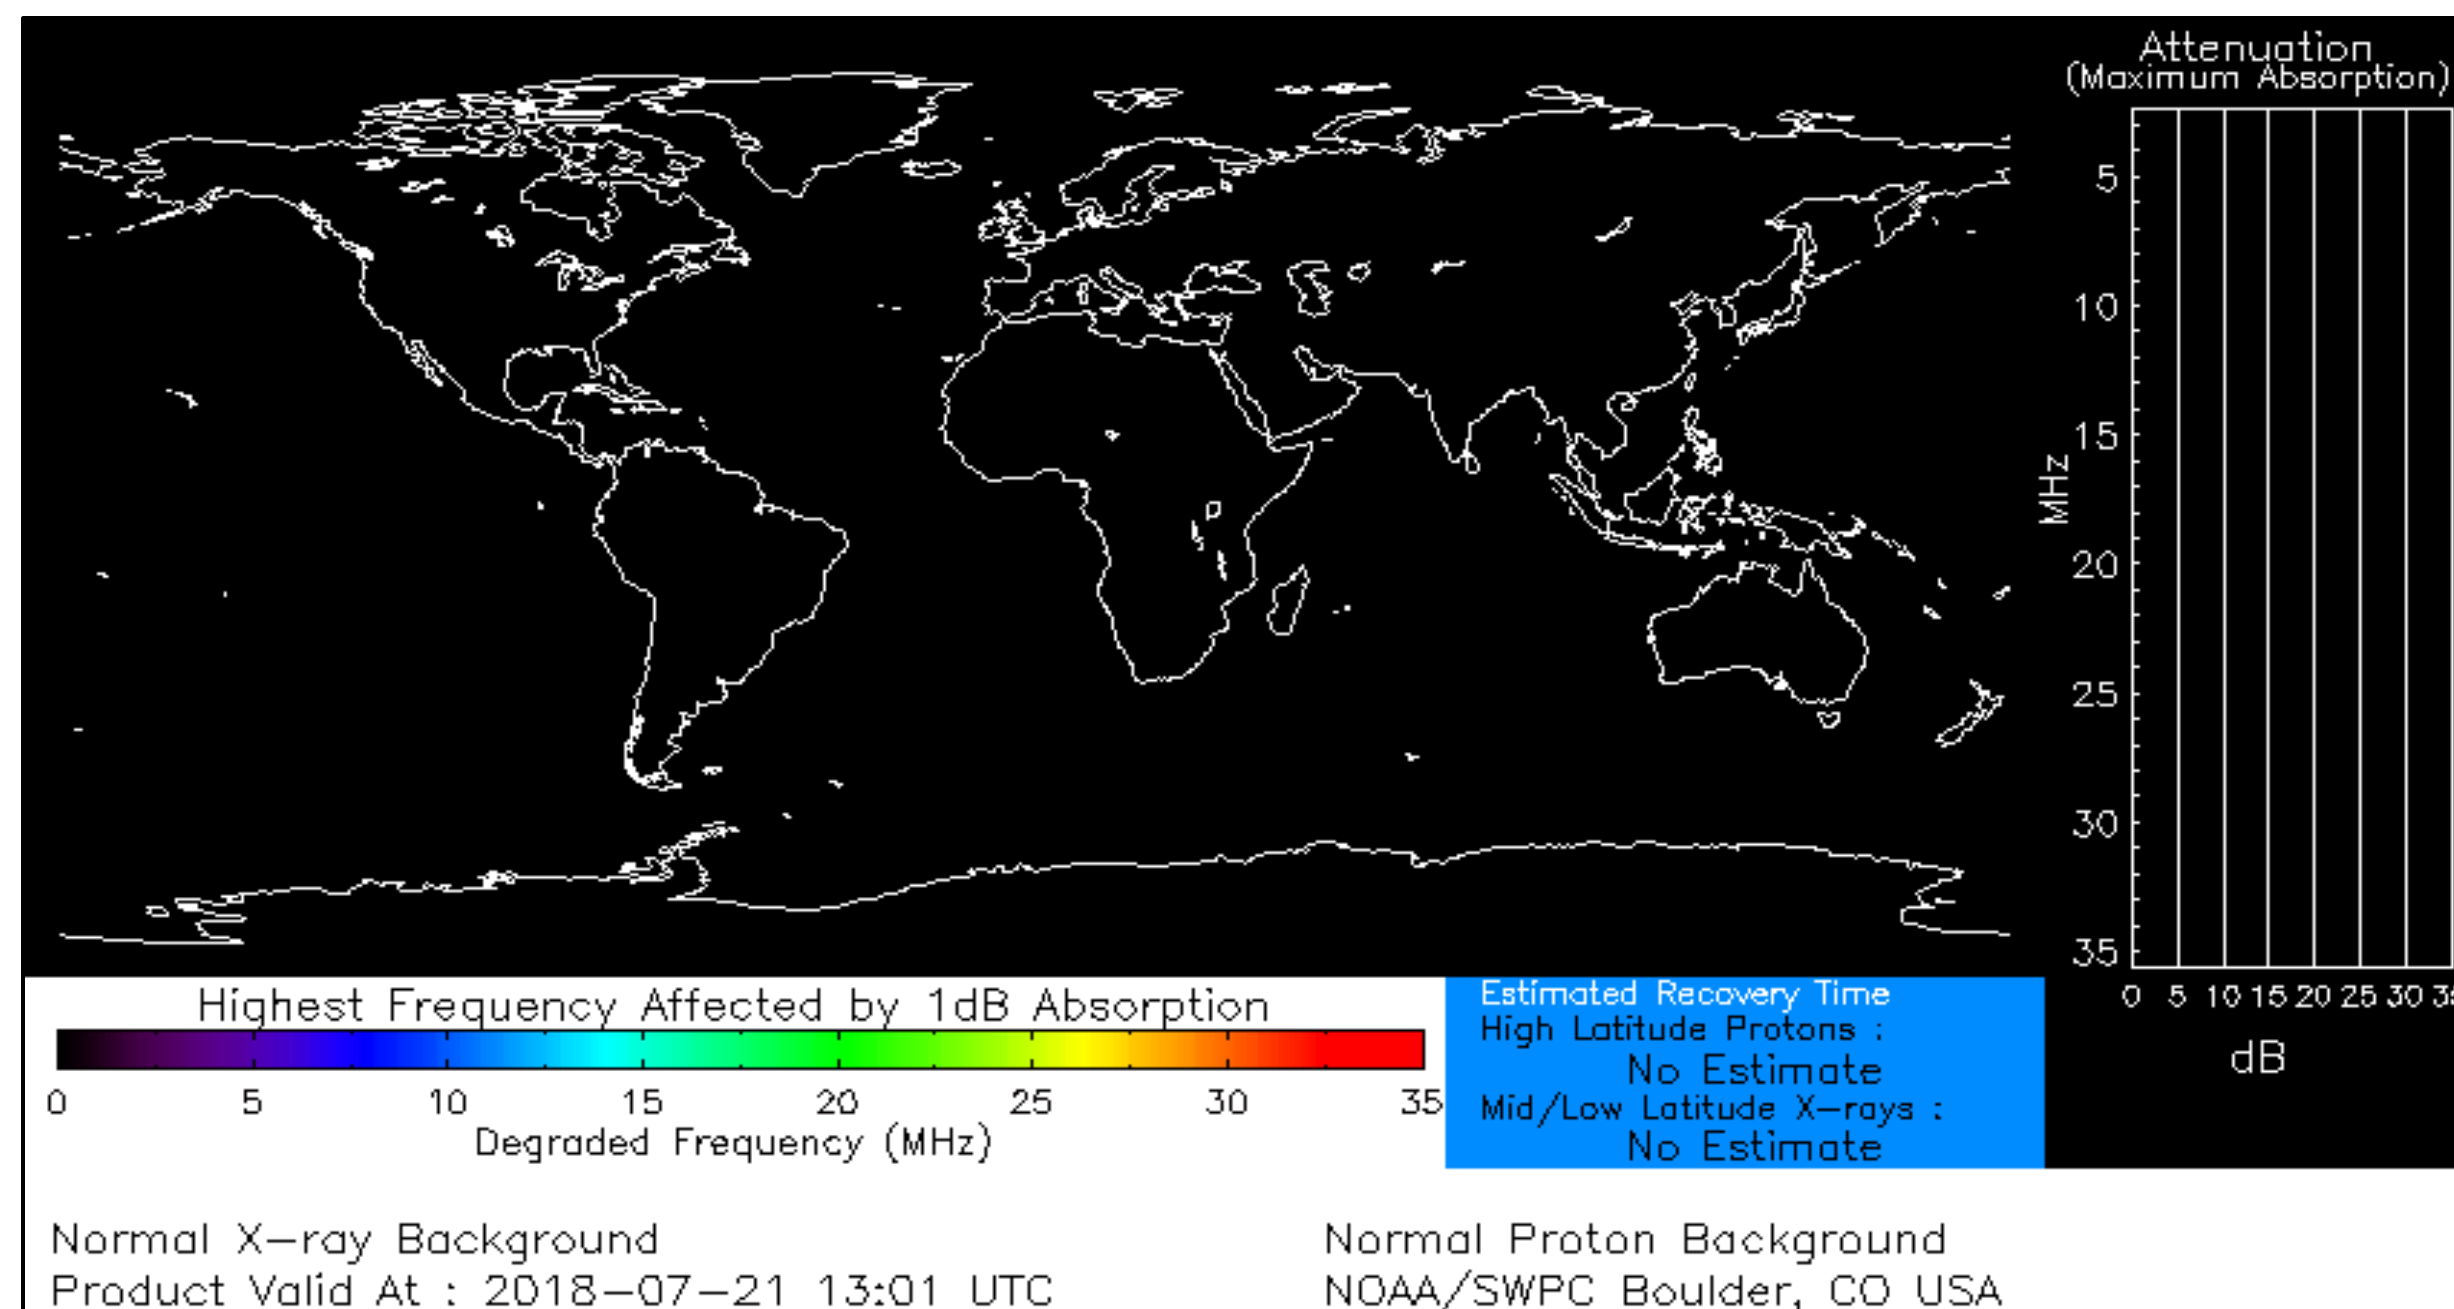 Attenuation
(Maximum Absorption)
5
10
15
20
25
30
35
MHz
0 5 10 15 20 25 30
dB
Highest Frequency Affected by 1dB Absorption
0 5 10 15 20 25 30 35
Degraded Frequency (MHz)
Estimated Recovery Time
High Latitude Protons :
No Estimate
Mid/Low Latitude X-rays :
No Estimate
Normal X-ray Background
Normal Proton Background
Product Valid At : 2018-07-21 13:01 UTC
NOAA/SWPC Boulder, CO USA